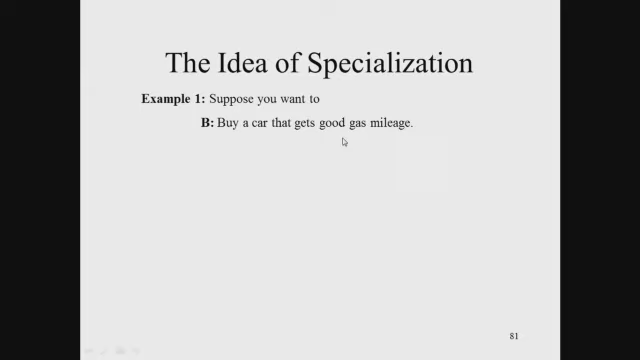 The Idea of Specialization
Example 1: Suppose you want to
B: Buy a car that gets good gas mileage.
81